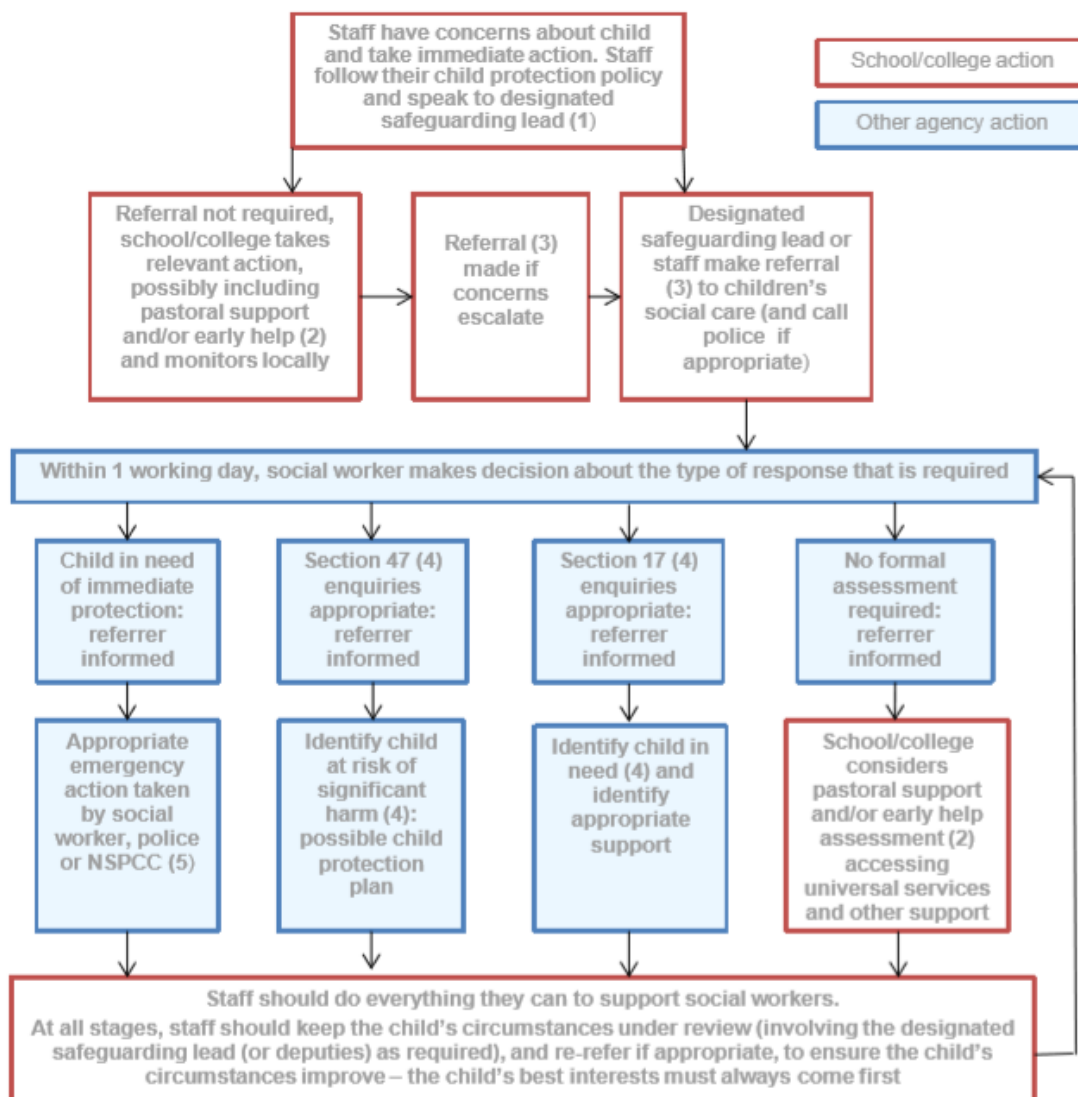 Staff have concerns about child
and take immediate action. Staff
follow their child protection policy
and speak to designated
safeguarding lead (1)
School/college action
Other agency action
Referral not required,
school/college takes
relevant action,
possibly including
pastoral support
and/or early help (2)
and monitors locally
Referral (3)
made if
concerns
escalate
Designated
safeguarding lead or
staff make referral
(3) to children’s
social care (and call
police if
appropriate)
Within 1 working day, social worker makes decision about the type of response that is required
Child in need
of immediate
protection:
referrer
informed
Section 47 (4)
enquiries
appropriate:
referrer
informed
Section 17 (4)
enquiries
appropriate:
referrer
informed
No formal
assessment
required:
referrer
informed
Appropriate
emergency
action taken
by social
worker, police
or NSPCC (5)
Identify child
at risk of
significant
harm (4):
possible child
protection
plan
Identify child in
need (4) and
identify
appropriate
support
School/college
considers
pastoral support
and/or early help
assessment (2)
accessing
universal services
and other support
Staff should do everything they can to support social workers.
At all stages, staff should keep the child’s circumstances under review (involving the designated
safeguarding lead (or deputies) as required), and re-refer if appropriate, to ensure the child’s
circumstances improve – the child’s best interests must always come first